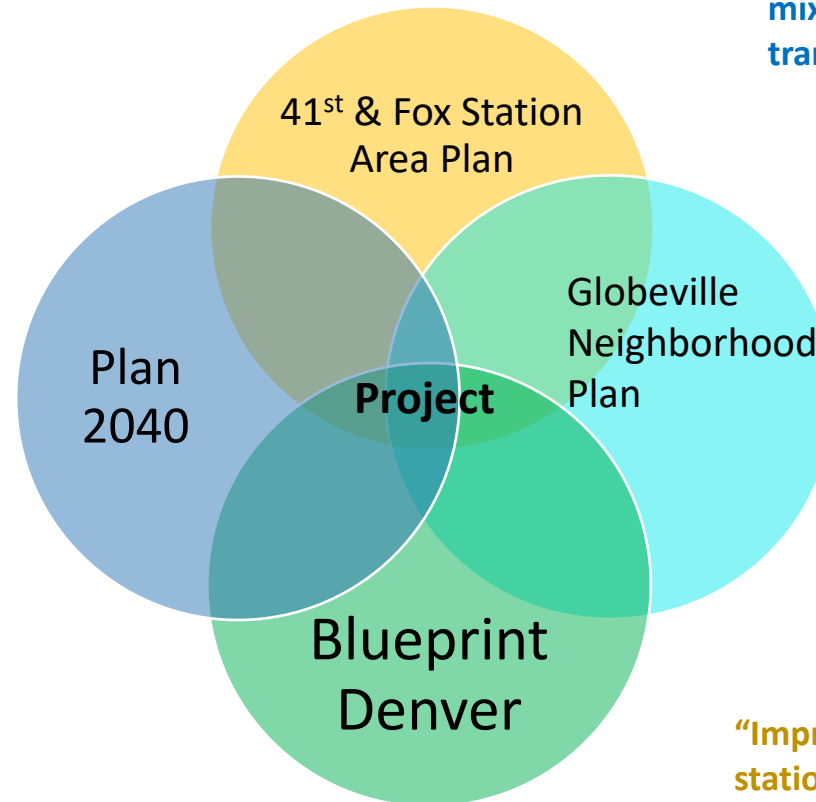 41st & Fox Station
Area Plan
Globeville
Neighborhood
Plan
Plan
2040
Project
Blueprint
Denver